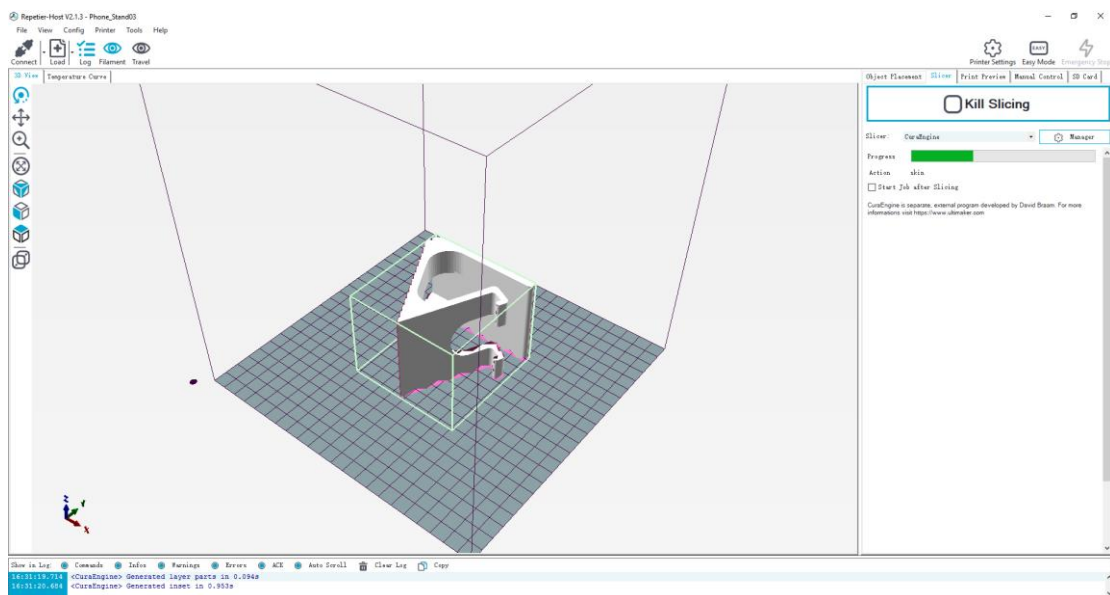 Repetier-Host V2.1.3 - Phone_Stand03
File View Config Printer Tools Help
Connect Load Log Filament Travel
Printer Settings EASY Easy Mode Emergency Stop
3D View Temperature Curve
Object Placement Slicer Print Preview Manual Control SD Card
Kill Slicing
Slicer: CuraEngine Manager
Progress
Action skin
Start Job after Slicing
CuraEngine is separate, external program developed by David Braam. For more
informations visit https://www.ultimaker.com
Z Y
X
Show in Log: Commands Infos Warnings Errors ACK Auto Scroll Clear Log Copy
16:31:19.714 <CuraEngine> Generated layer parts in 0.094s
16:31:20.684 <CuraEngine> Generated inset in 0.953s